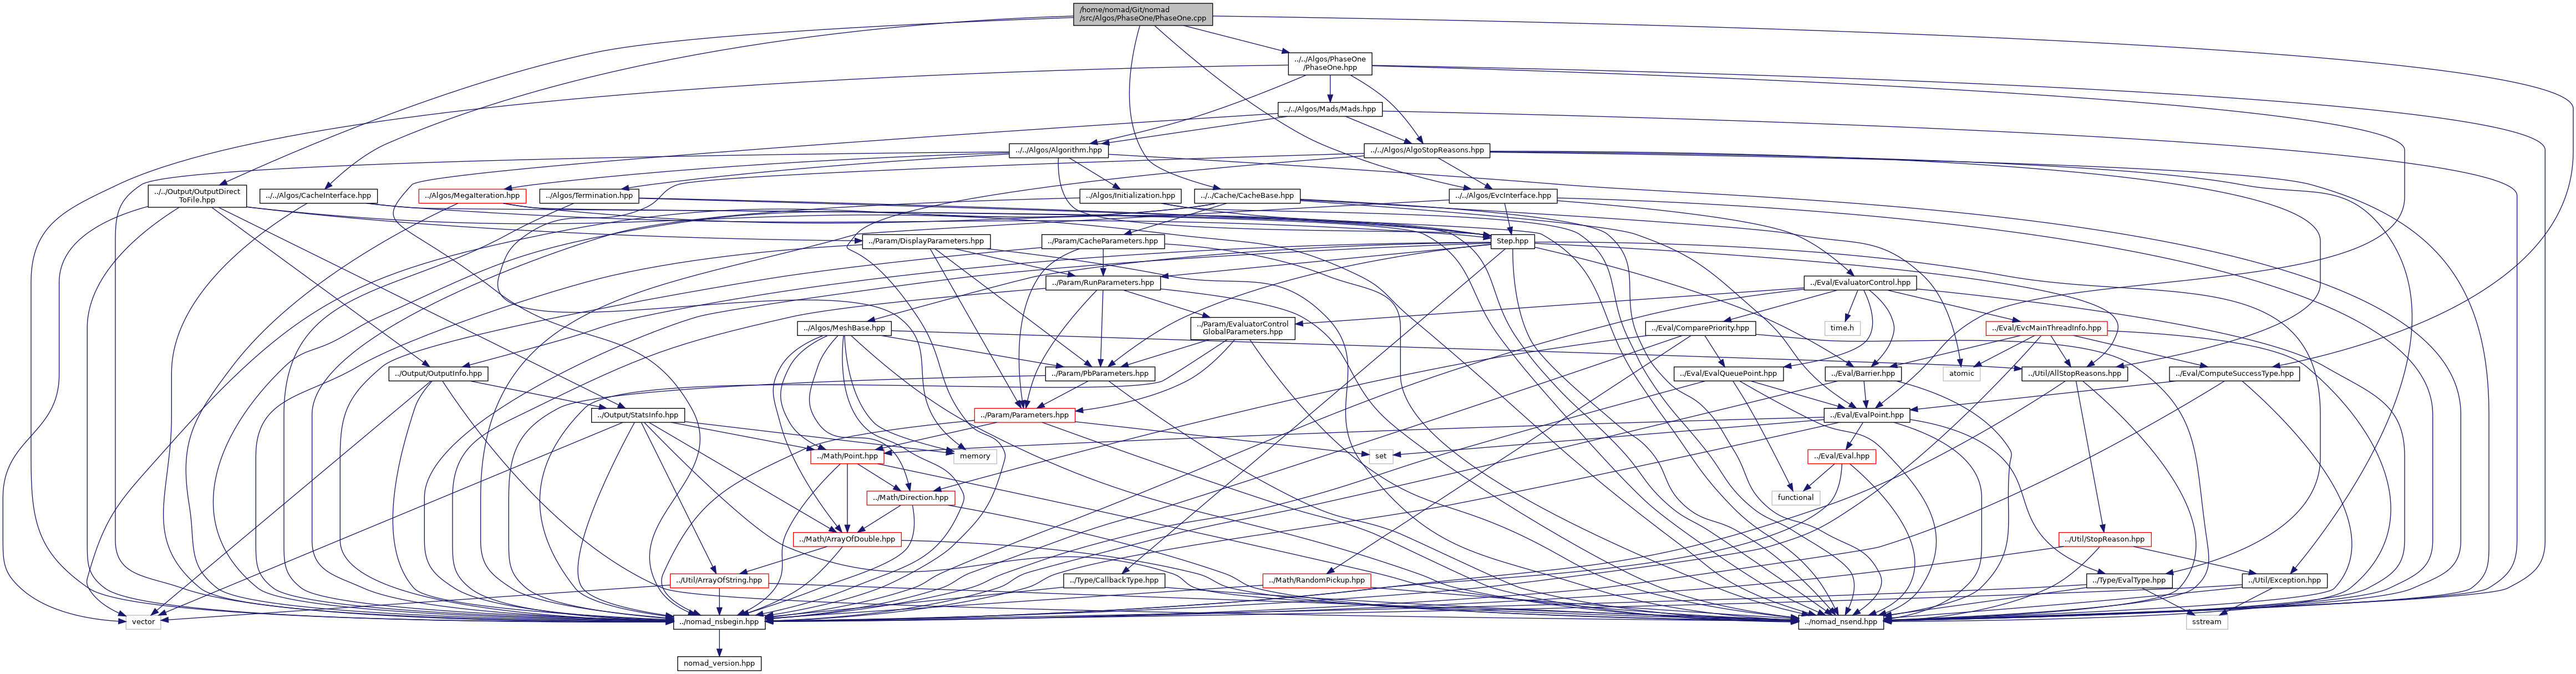 /home/nomad/Git/nomad
/src/Algos/PhaseOne/PhaseOne.cpp
../../Algos/PhaseOne
/PhaseOne.hpp
../../Algos/Mads/Mads.hpp
../../Algos/Algorithm.hpp
../../Algos/AlgoStopReasons.hpp
../../Output/OutputDirect
ToFile.hpp
../../Algos/CacheInterface.hpp
../Algos/MegaIteration.hpp
../Algos/Termination.hpp
../Algos/Initialization.hpp
../../Cache/CacheBase.hpp
../../Algos/EvcInterface.hpp
../Param/DisplayParameters.hpp
../Param/CacheParameters.hpp
Step.hpp
../Param/RunParameters.hpp
../Eval/EvaluatorControl.hpp
../Algos/MeshBase.hpp
../Param/EvaluatorControl
GlobalParameters.hpp
../Eval/ComparePriority.hpp
time.h
../Eval/EvcMainThreadInfo.hpp
../Output/OutputInfo.hpp
../Param/PbParameters.hpp
../Eval/EvalQueuePoint.hpp
../Eval/Barrier.hpp
atomic
../Util/AllStopReasons.hpp
../Eval/ComputeSuccessType.hpp
../Output/StatsInfo.hpp
../Param/Parameters.hpp
../Eval/EvalPoint.hpp
../Math/Point.hpp
memory
set
../Eval/Eval.hpp
../Math/Direction.hpp
functional
../Math/ArrayOfDouble.hpp
../Util/StopReason.hpp
../Util/ArrayOfString.hpp
../Type/CallbackType.hpp
../Math/RandomPickup.hpp
../Type/EvalType.hpp
../Util/Exception.hpp
vector
../nomad_nsbegin.hpp
../nomad_nsend.hpp
sstream
nomad_version.hpp